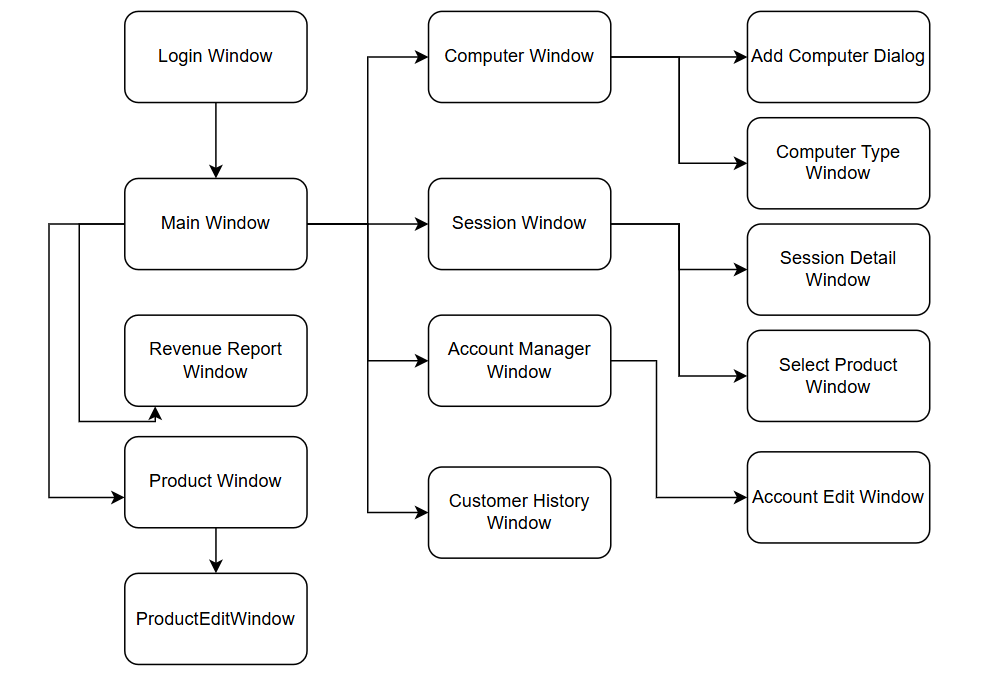 Login Window
Computer Window
Add Computer Dialog
Computer Type
Window
Main Window
Session Window
Session Detail
Window
Revenue Report
Window
Account Manager
Window
Select Product
Window
Product Window
Customer History
Window
Account Edit Window
ProductEditWindow